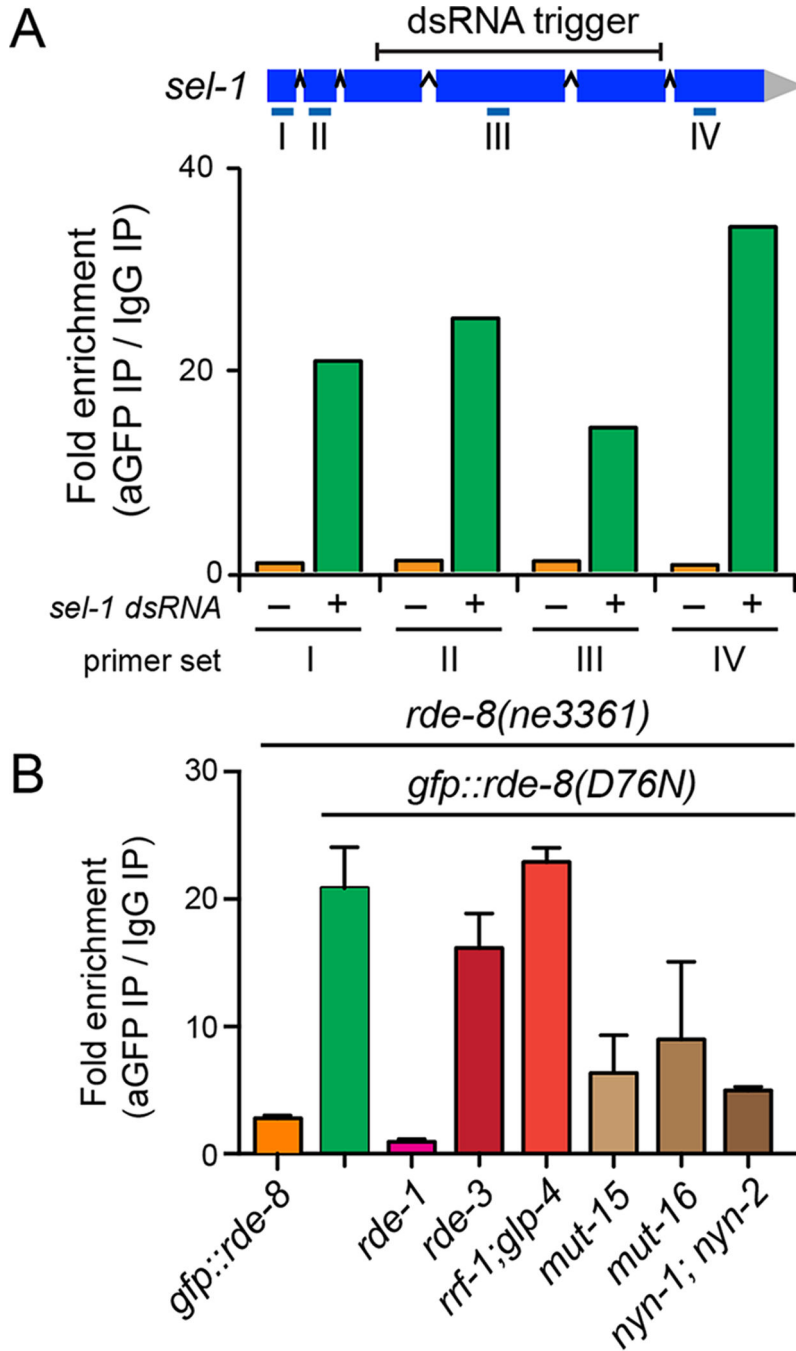 A
dsRNA trigger
sel-1
I II III IV
Fold enrichment
(aGFP IP / IgG IP)
40
20
0
sel-1 dsRNA – + – + – + – +
primer set I II III IV
B
rde-8(ne3361)
gfp::rde-8(D76N)
Fold enrichment
(aGFP IP / IgG IP)
30
20
10
0
gfp::rde-8
rde-1
rde-3
rrf-1;glp-4
mut-15
mut-16
nyn-1; nyn-2